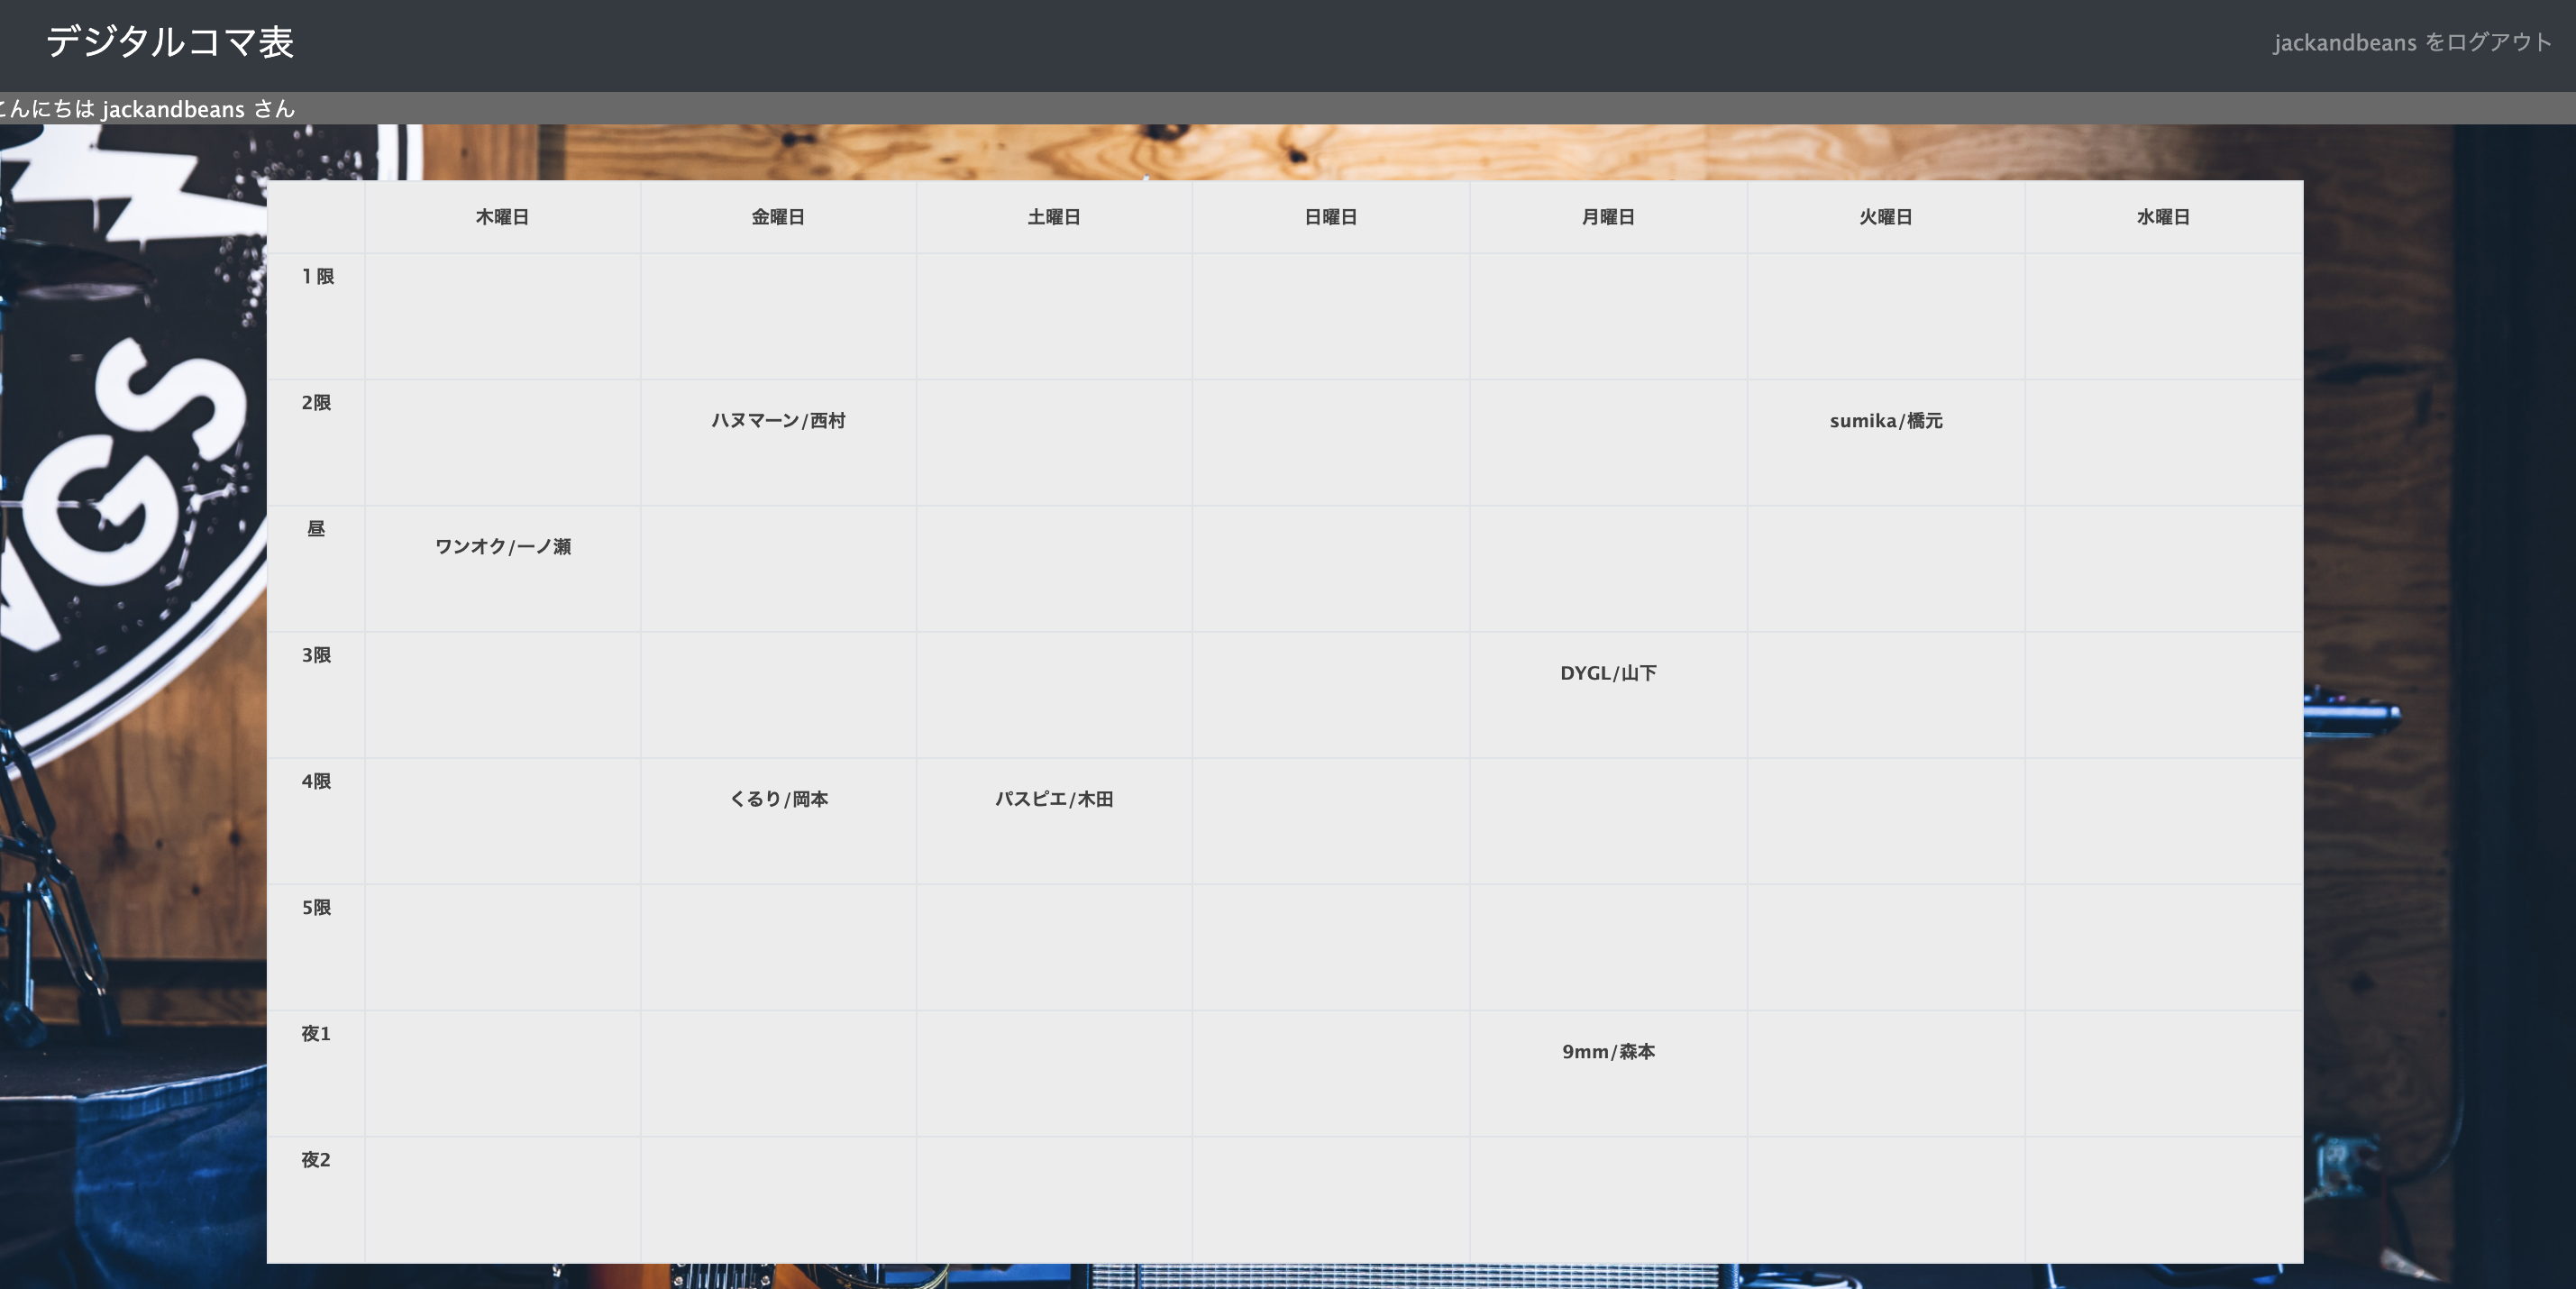 デジタルコマ表
jackandbeans をログアウト
こんにちは jackandbeans さん
木曜日 金曜日 土曜日 日曜日 月曜日 火曜日 水曜日
1限
2限 ハヌマーン/西村 sumika/橋元
昼 ワンオク/一ノ瀬
3限 DYGL/山下
4限 くるり/岡本 パスピエ/木田
5限
夜1 9mm/森本
夜2
GS